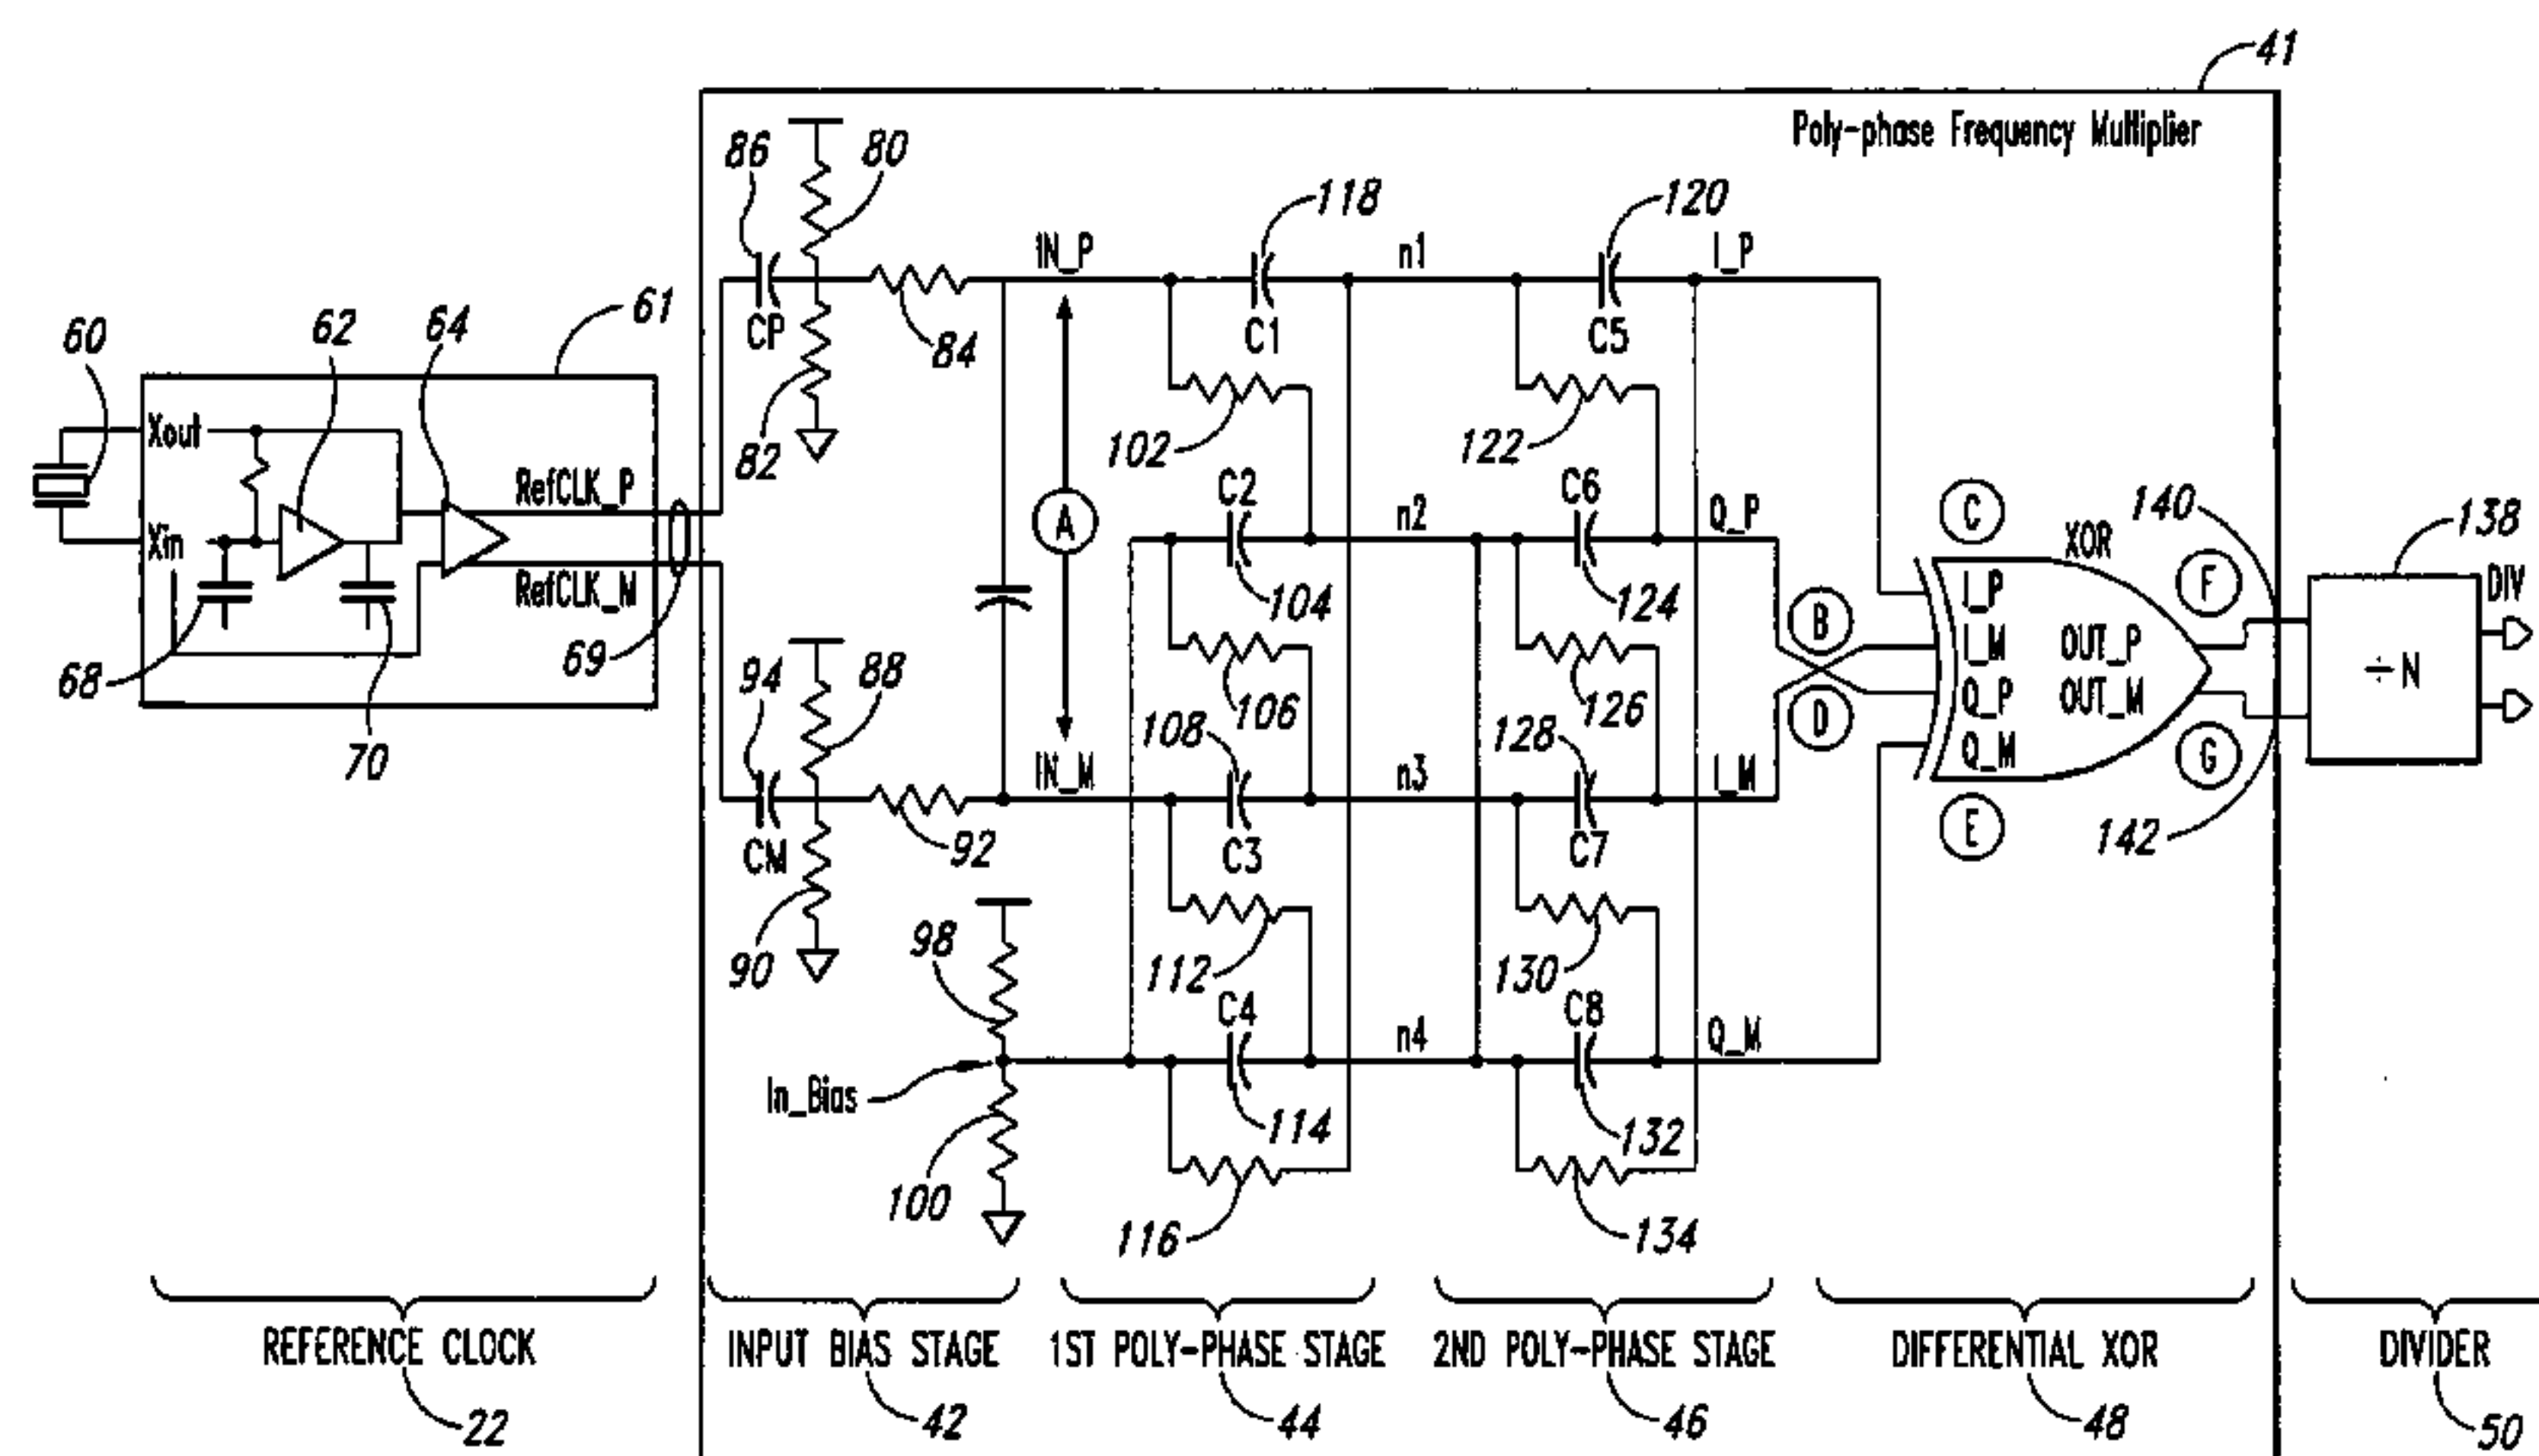 41
Poly-phase Frequency Multiplier
86
80
118
120
IN_P
n1
I_P
60
62
64
61
CP
84
C1
C5
Xout
82
102
122
RefCLK_P
C2
C6
C
140
138
A
n2
Q_P
XOR
F
DIV
Xin
104
124
B
I_P
RefCLK_M
I_M
OUT_P
÷N
68
69
94
88
106
126
D
Q_P
OUT_M
70
108
128
Q_M
G
IN_M
n3
I_M
CM
92
C3
C7
E
142
90
98
112
130
C4
C8
n4
Q_M
In_Bias
114
132
100
116
134
REFERENCE CLOCK
INPUT BIAS STAGE
1ST POLY-PHASE STAGE
2ND POLY-PHASE STAGE
DIFFERENTIAL XOR
DIVIDER
22
42
44
46
48
50